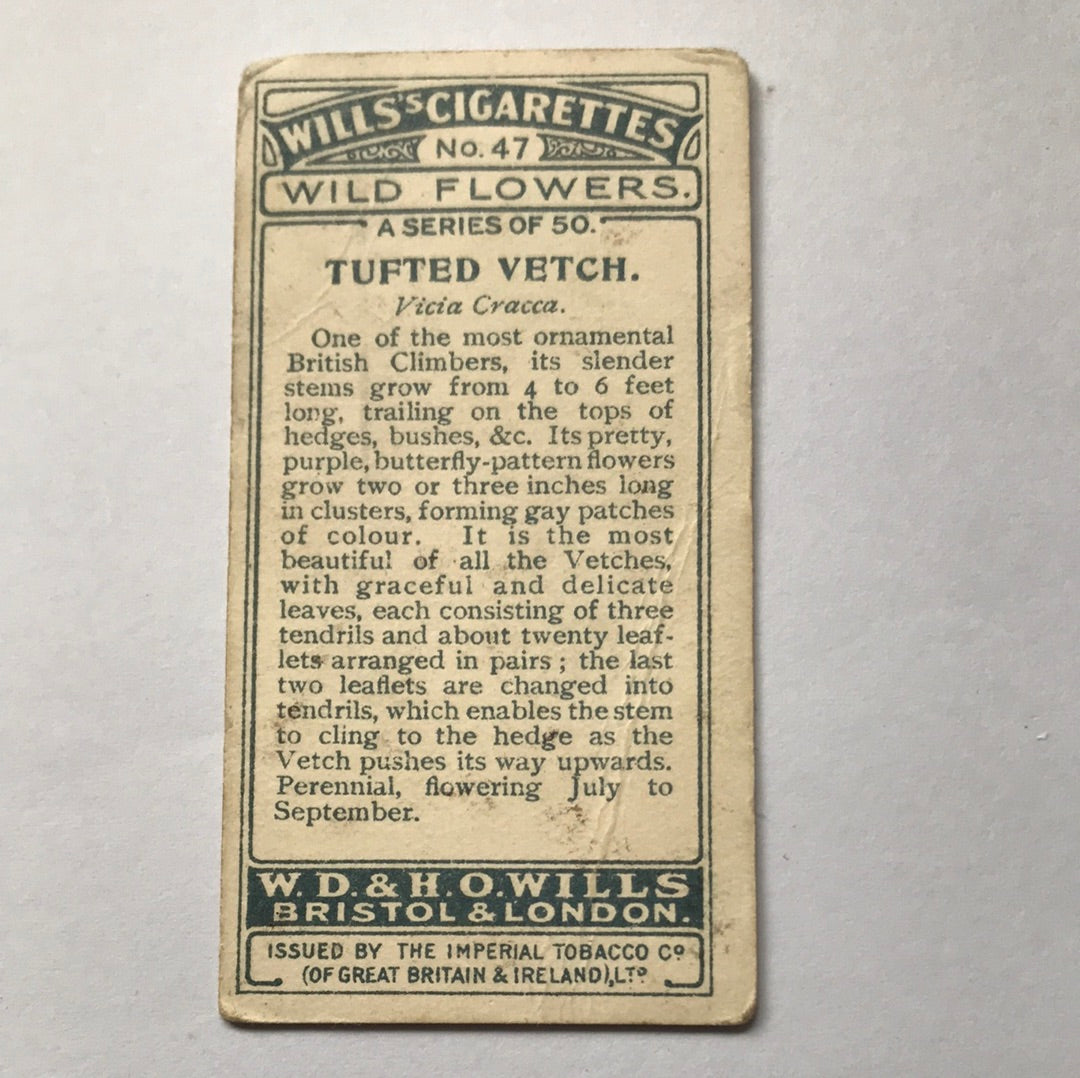 WILLS'S CIGARETTES
No. 47
WILD FLOWERS.
A SERIES OF 50.
TUFTED VETCH.
Vicia Cracca.
One of the most ornamental
British Climbers, its slender
stems grow from 4 to 6 feet
long, trailing on the tops of
hedges, bushes, &c. Its pretty,
purple, butterfly-pattern flowers
grow two or three inches long
in clusters, forming gay patches
of colour. It is the most
beautiful of all the Vetches,
with graceful and delicate
leaves, each consisting of three
tendrils and about twenty leaf-
lets arranged in pairs ; the last
two leaflets are changed into
tendrils, which enables the stem
to cling to the hedge as the
Vetch pushes its way upwards.
Perennial, flowering July to
September.
W. D. & H. O. WILLS
BRISTOL & LONDON.
ISSUED BY THE IMPERIAL TOBACCO Cº
(OF GREAT BRITAIN & IRELAND), LTD